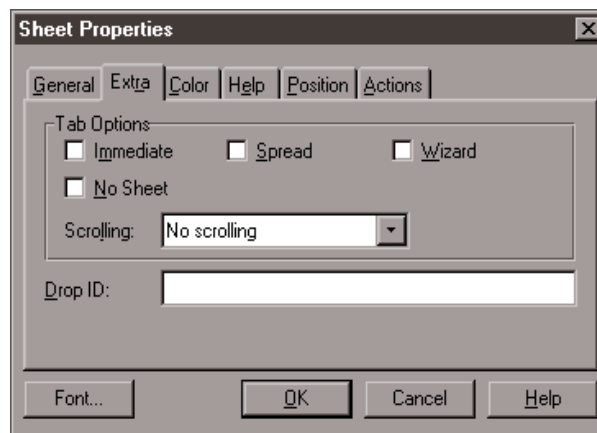 Sheet Properties
General Extra Color Help Position Actions
Tab Options
Immediate Spread Wizard
No Sheet
Scrolling: No scrolling
Drop ID:
Font... OK Cancel Help